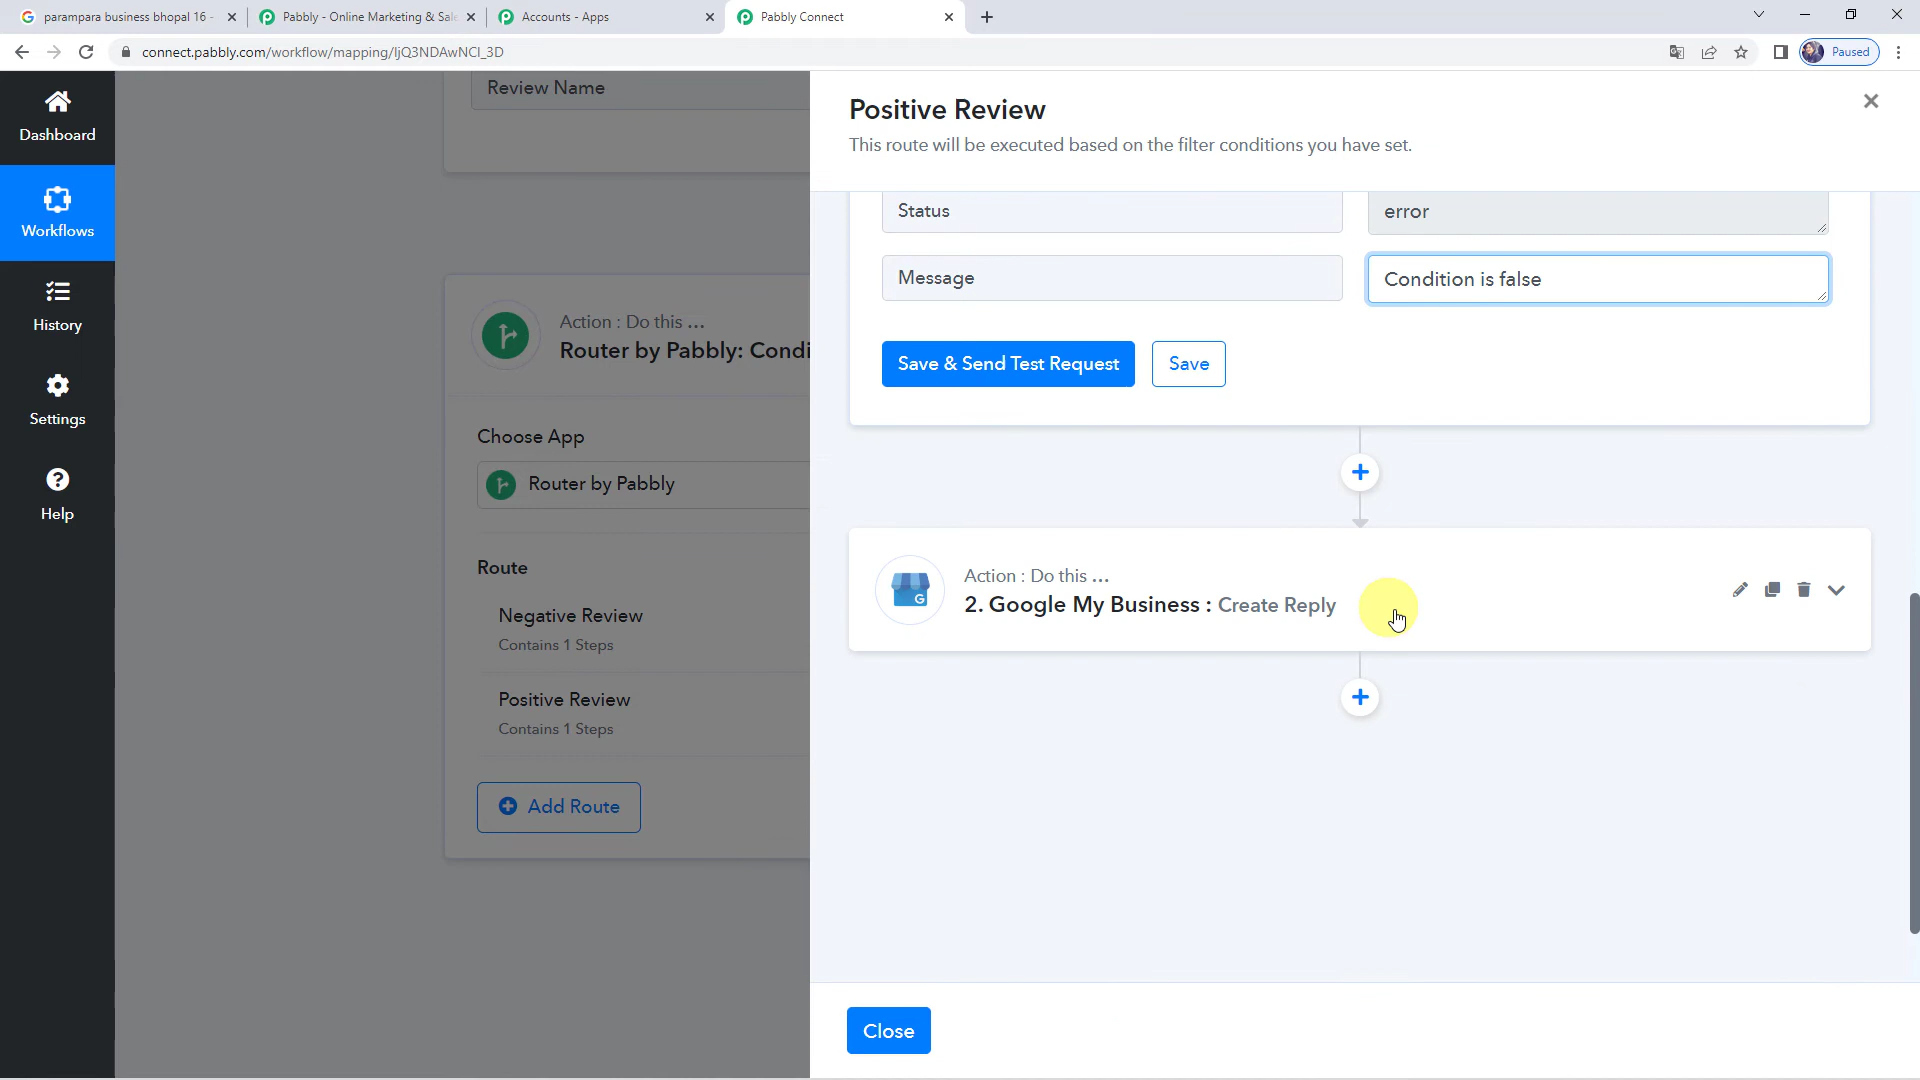 parampara business bhopal 16 -
Pabbly - Online Marketing & Sale
Accounts - Apps
Pabbly Connect
connect.pabbly.com/workflow/mapping/IjQ3NDAwNCI_3D
Paused
Dashboard
Workflows
History
Settings
Help
Review Name
Action : Do this ...
Router by Pabbly: Condi
Choose App
Router by Pabbly
Route
Negative Review
Contains 1 Steps
Positive Review
Contains 1 Steps
Add Route
Positive Review
This route will be executed based on the filter conditions you have set.
Status
error
Message
Condition is false
Save & Send Test Request
Save
Action : Do this ...
2. Google My Business : Create Reply
Close